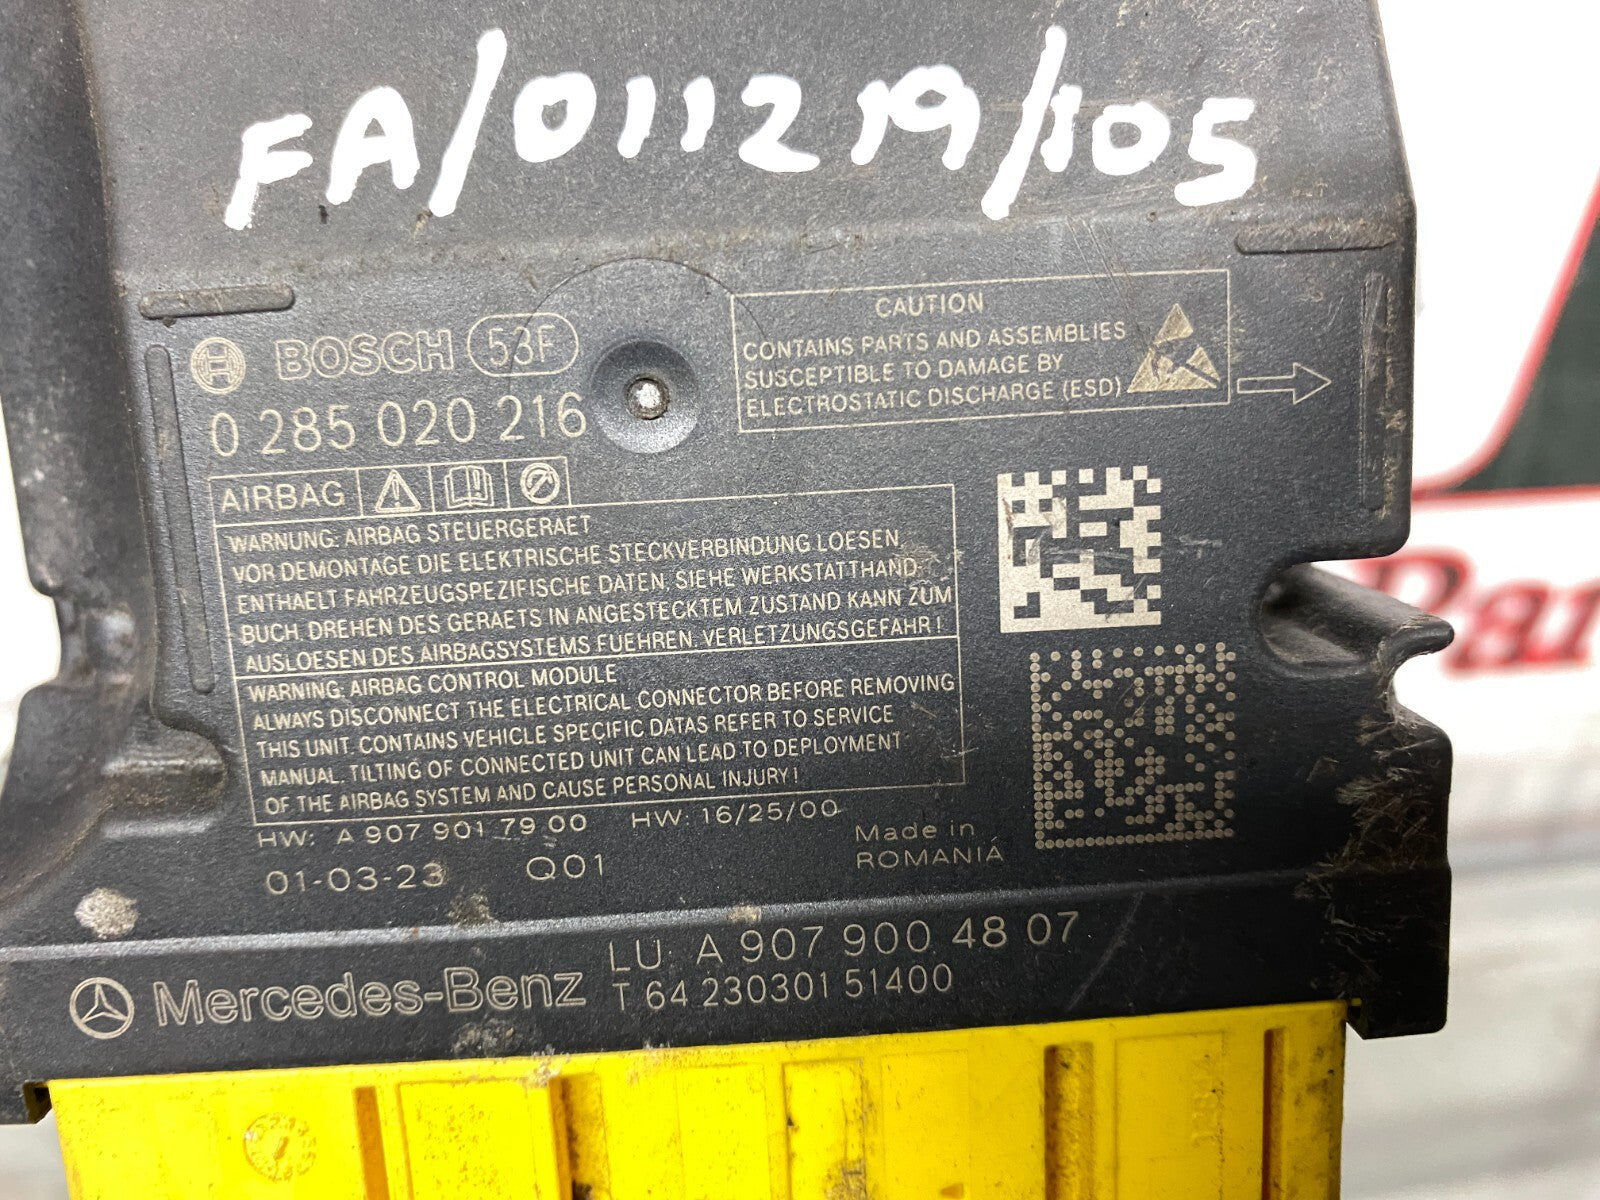 FA/011219/105
BOSCH 53F
0 285 020 216
CAUTION
CONTAINS PARTS AND ASSEMBLIES
SUSCEPTIBLE TO DAMAGE BY
ELECTROSTATIC DISCHARGE (ESD)
AIRBAG
WARNUNG: AIRBAG STEUERGERAET
VOR DEMONTAGE DIE ELEKTRISCHE STECKVERBINDUNG LOESEN
ENTHAELT FAHRZEUGSPEZIFISCHE DATEN. SIEHE WERKSTATTHAND-
BUCH. DREHEN DES GERAETS IN ANGESTECKTEM ZUSTAND KANN ZUM
AUSLOESEN DES AIRBAGSYSTEMS FUEHREN. VERLETZUNGSGEFAHR!
WARNING: AIRBAG CONTROL MODULE
ALWAYS DISCONNECT THE ELECTRICAL CONNECTOR BEFORE REMOVING
THIS UNIT. CONTAINS VEHICLE SPECIFIC DATAS REFER TO SERVICE
MANUAL. TILTING OF CONNECTED UNIT CAN LEAD TO DEPLOYMENT
OF THE AIRBAG SYSTEM AND CAUSE PERSONAL INJURY!
HW: A 907 901 79 00 HW: 16/25/00
01-03-23 Q01
Made in
ROMANIA
Mercedes-Benz
LU: A 907 900 48 07
T 64 230301 51400